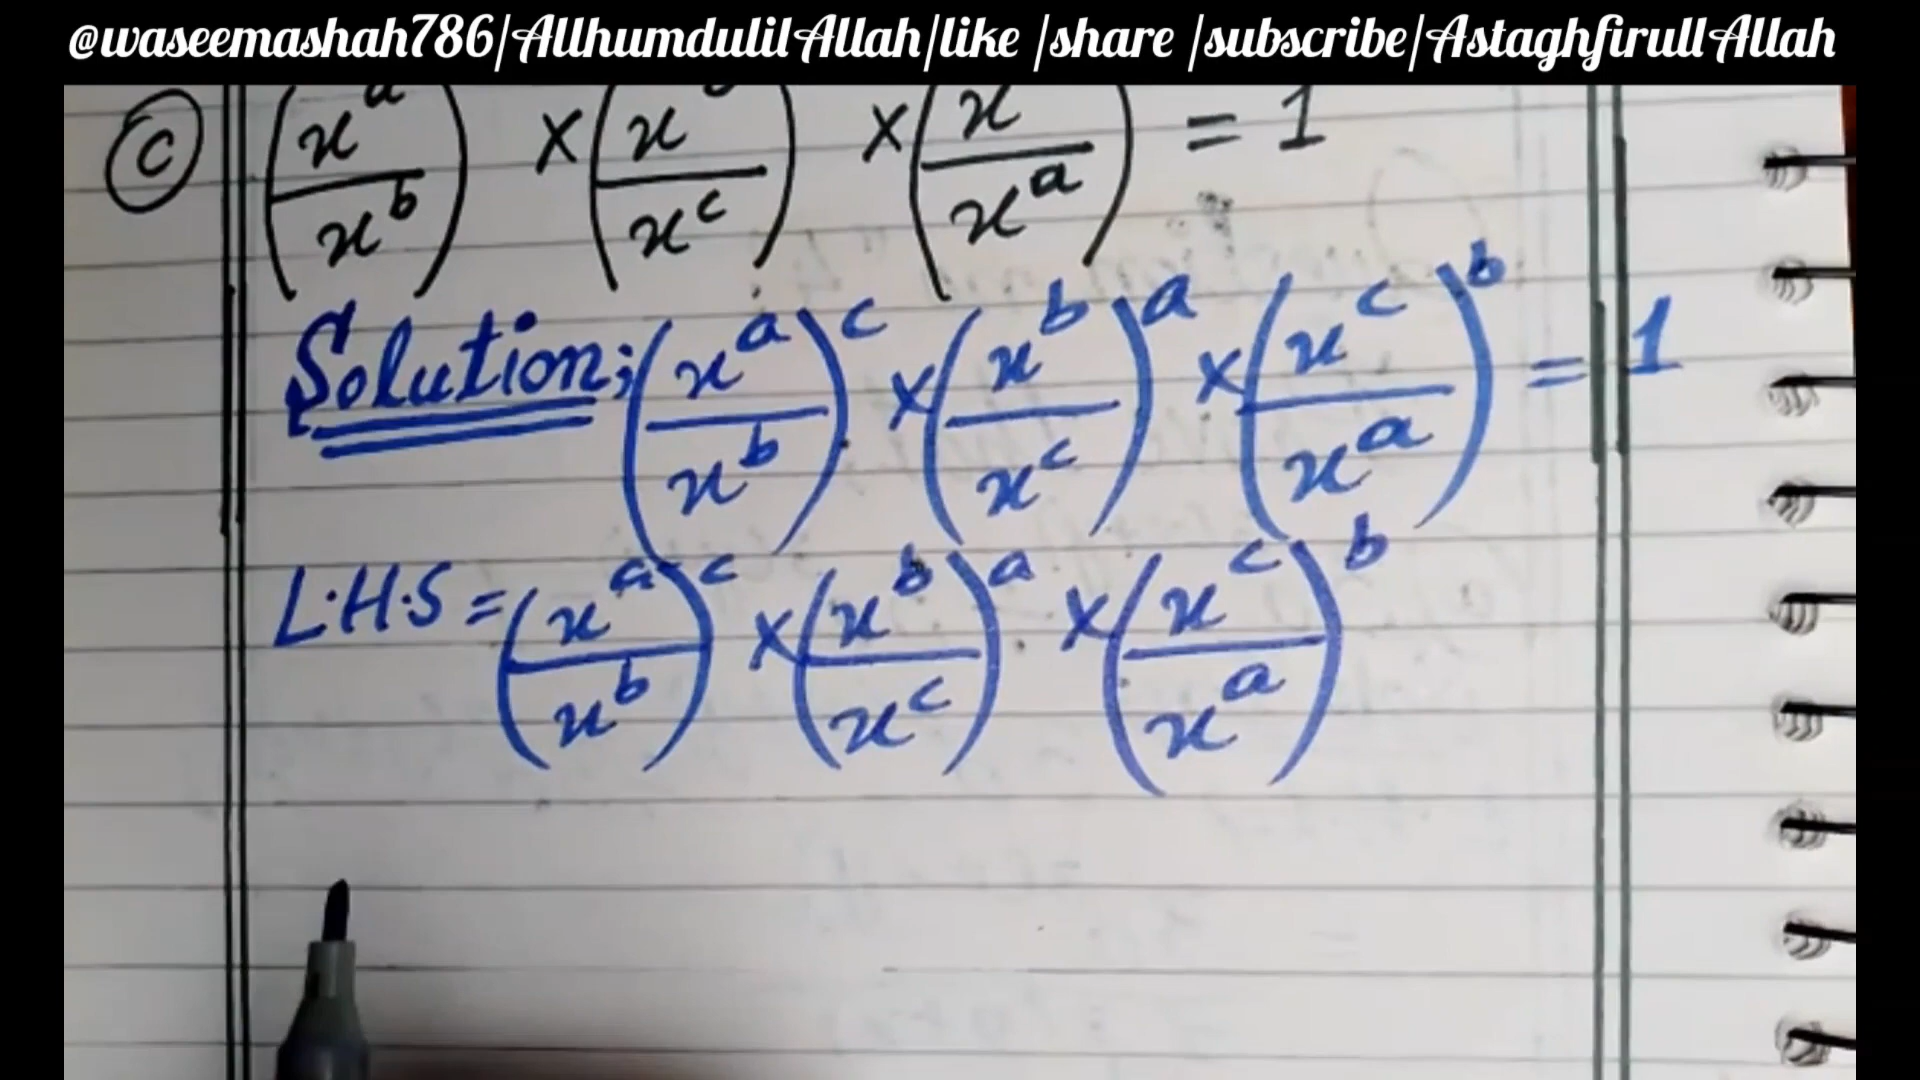 @waseemashah786/AllhumdulilAllah/like /share /subscribe/AstaghfirullAllah
(c) (x^a/x^b) × (x/x^c) × (x/x^a) = 1
Solution; (x^a/x^b)^c × (x^b/x^c)^a × (x^c/x^a)^b = 1
L.H.S = (x^a/x^b)^c × (x^b/x^c)^a × (x^c/x^a)^b